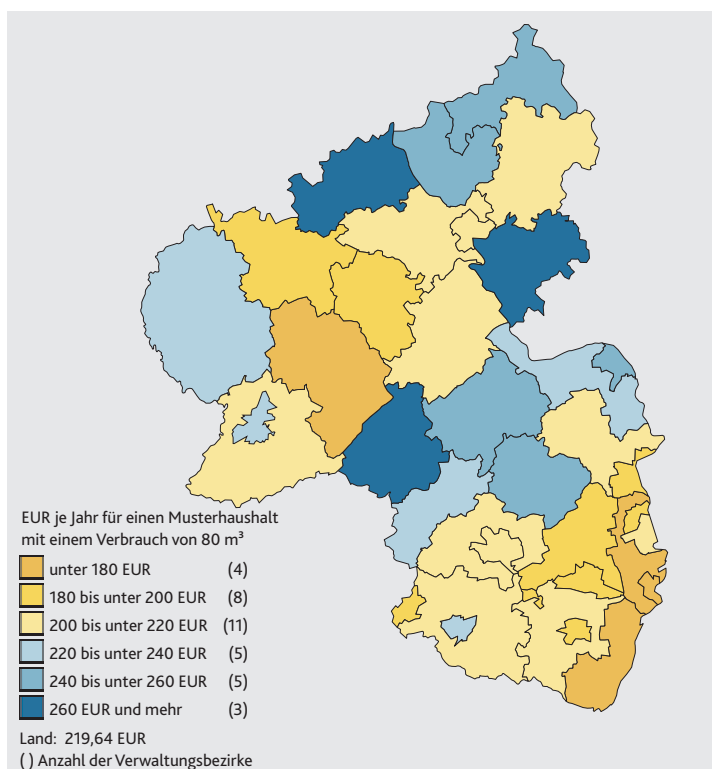 EUR je Jahr für einen Musterhaushalt
mit einem Verbrauch von 80 m³
unter 180 EUR (4)
180 bis unter 200 EUR (8)
200 bis unter 220 EUR (11)
220 bis unter 240 EUR (5)
240 bis unter 260 EUR (5)
260 EUR und mehr (3)
Land: 219,64 EUR
( ) Anzahl der Verwaltungsbezirke